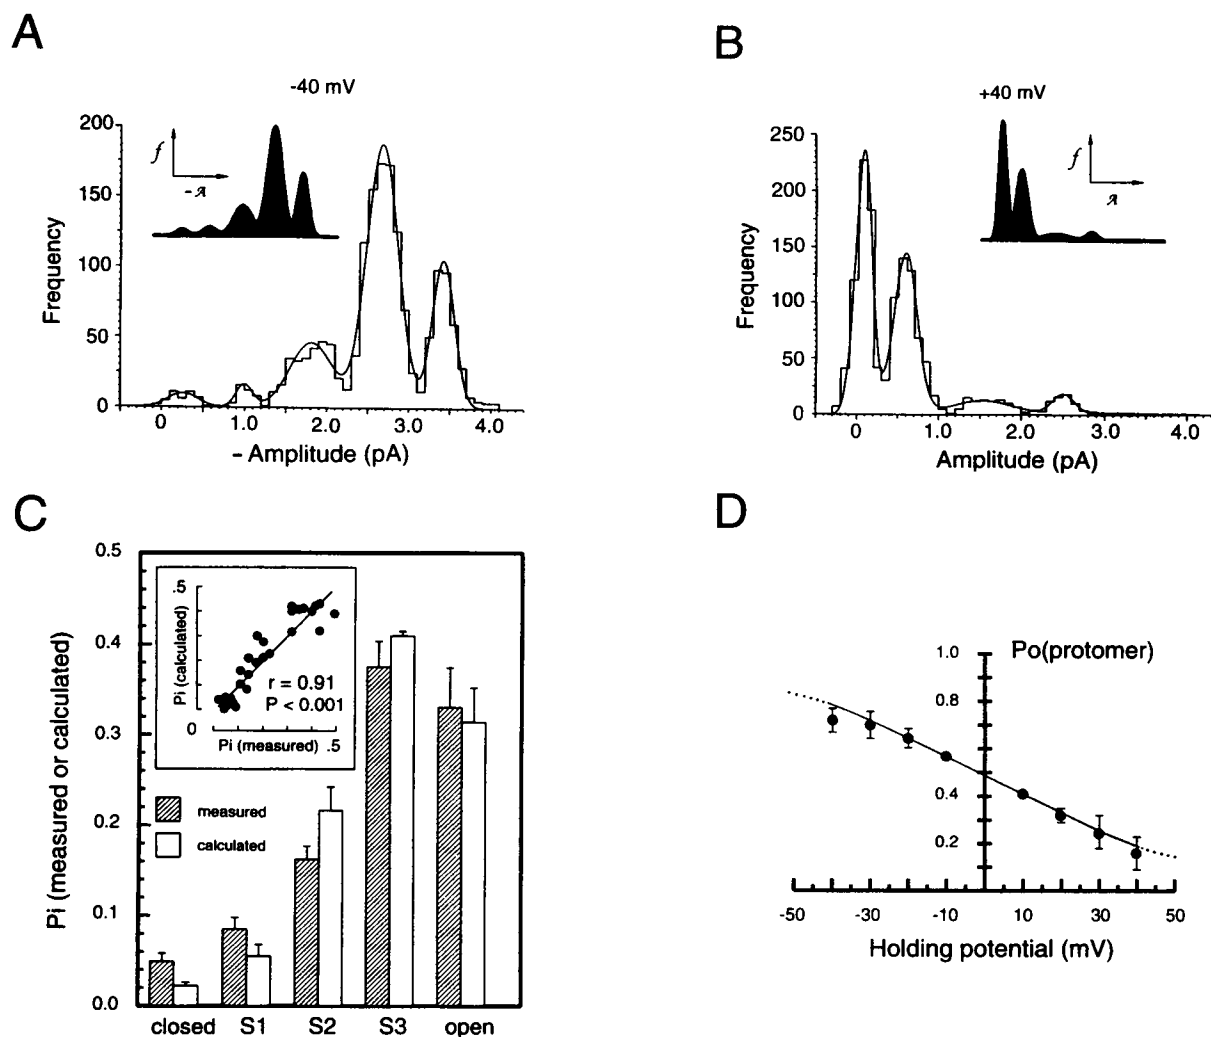 A
-40 mV
200
150
100
50
0
Frequency
f
- A
0 1.0 2.0 3.0 4.0
- Amplitude (pA)
B
+40 mV
250
200
150
100
50
0
Frequency
f
A
0 1.0 2.0 3.0 4.0
Amplitude (pA)
C
0.5
0.4
0.3
0.2
0.1
0.0
Pi (measured or calculated)
.5
Pi (calculated)
r = 0.91
P < 0.001
0
Pi (measured) .5
measured
calculated
closed S1 S2 S3 open
D
1.0
Po(protomer)
0.8
0.4
0.2
-50 -30 -10 10 30 50
Holding potential (mV)